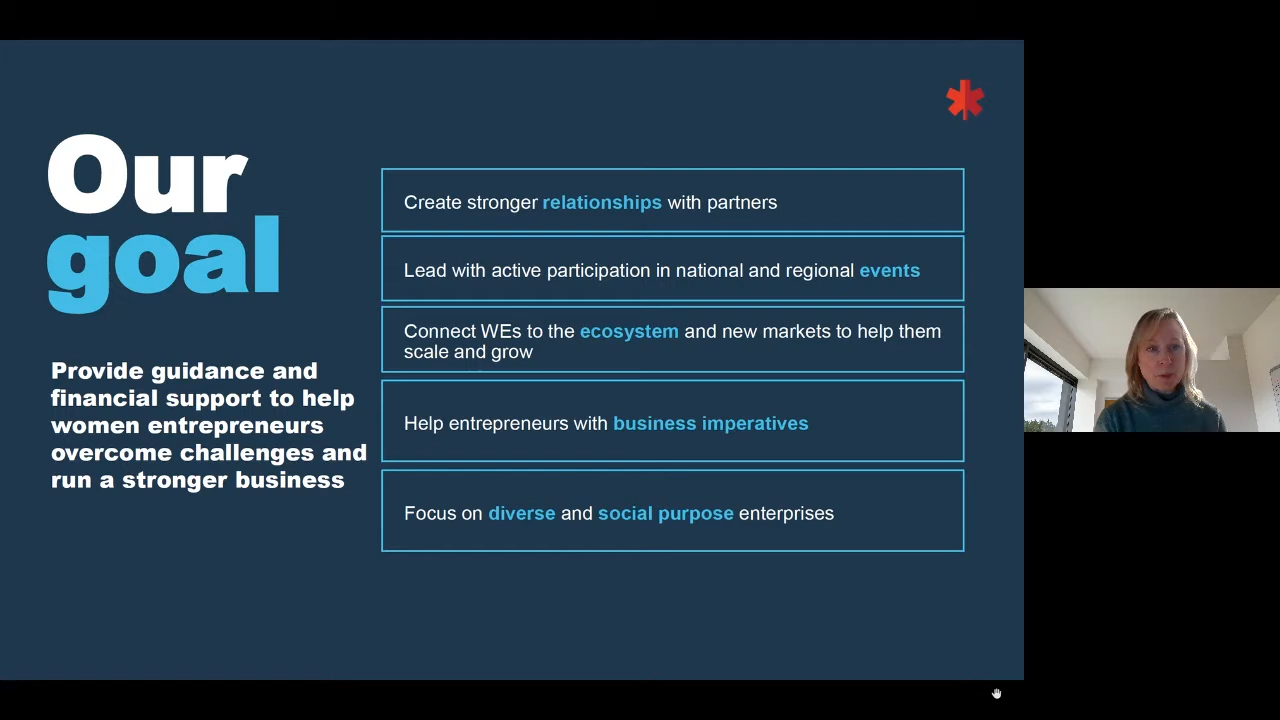 Our
goal
Provide guidance and
financial support to help
women entrepreneurs
overcome challenges and
run a stronger business
Create stronger relationships with partners
Lead with active participation in national and regional events
Connect WEs to the ecosystem and new markets to help them
scale and grow
Help entrepreneurs with business imperatives
Focus on diverse and social purpose enterprises